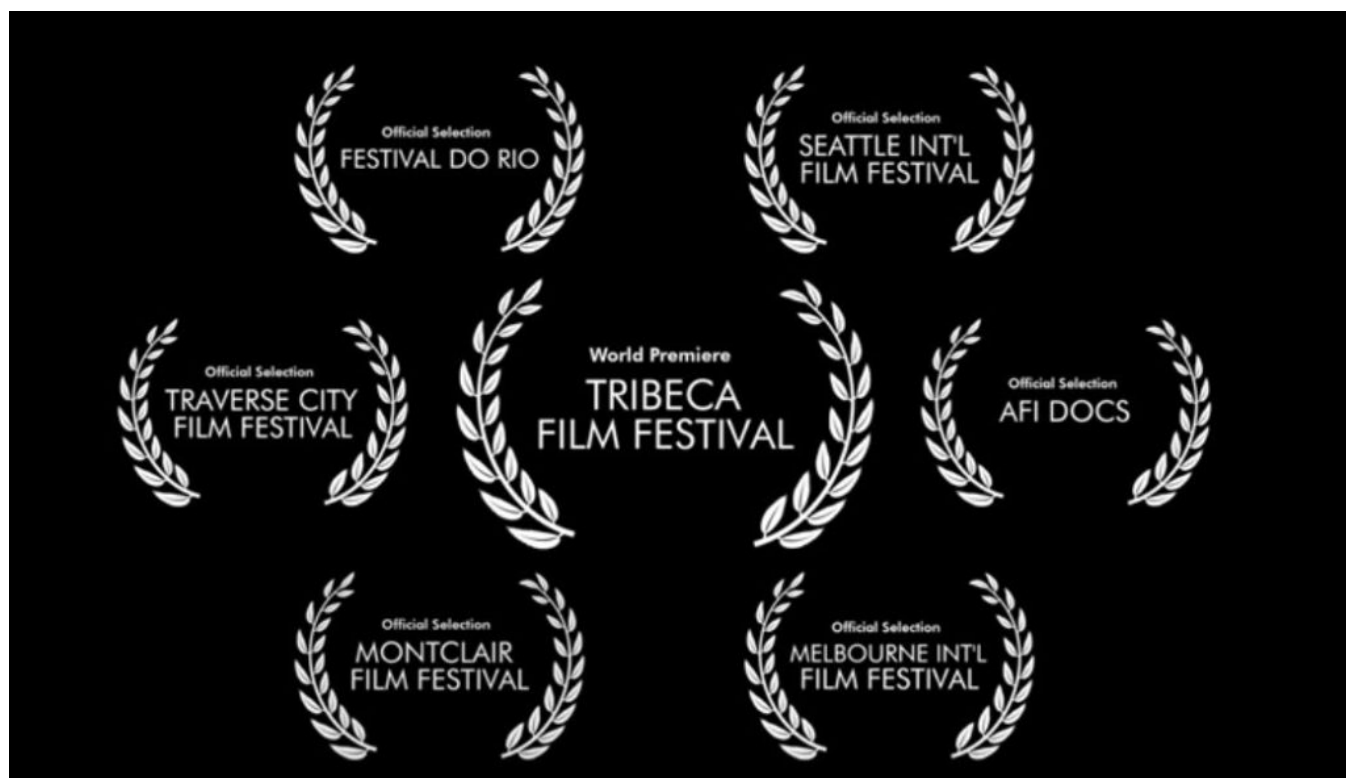 Official Selection
FESTIVAL DO RIO
Official Selection
SEATTLE INT'L
FILM FESTIVAL
Official Selection
TRAVERSE CITY
FILM FESTIVAL
World Premiere
TRIBECA
FILM FESTIVAL
Official Selection
AFI DOCS
Official Selection
MONTCLAIR
FILM FESTIVAL
Official Selection
MELBOURNE INT'L
FILM FESTIVAL